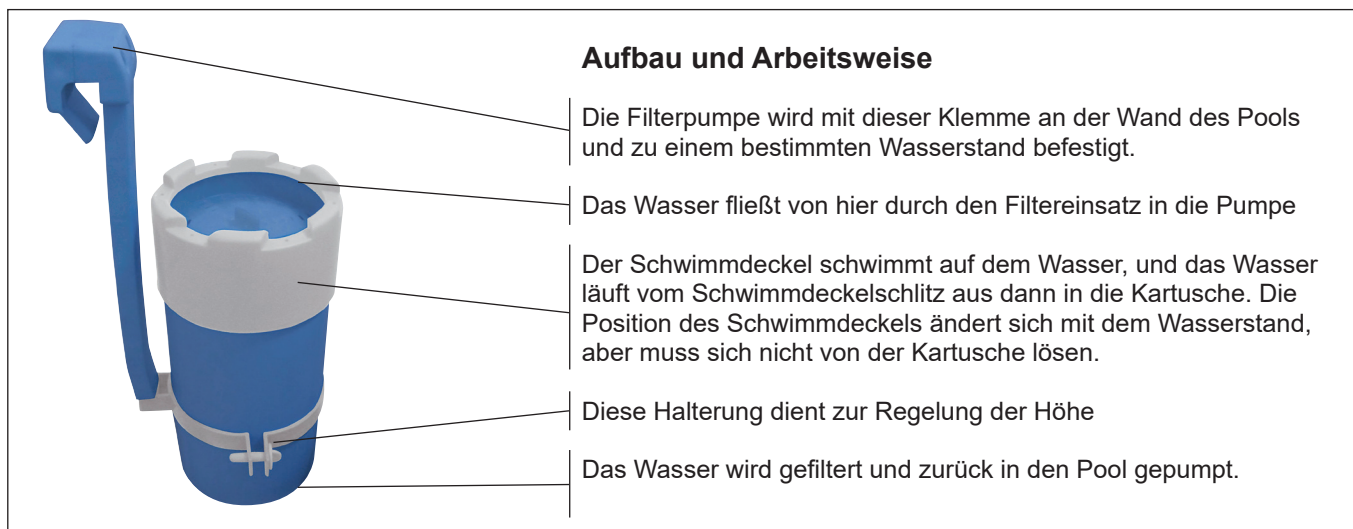 Aufbau und Arbeitsweise
Die Filterpumpe wird mit dieser Klemme an der Wand des Pools
und zu einem bestimmten Wasserstand befestigt.
Das Wasser fließt von hier durch den Filtereinsatz in die Pumpe
Der Schwimmdeckel schwimmt auf dem Wasser, und das Wasser
läuft vom Schwimmdeckelschlitz aus dann in die Kartusche. Die
Position des Schwimmdeckels ändert sich mit dem Wasserstand,
aber muss sich nicht von der Kartusche lösen.
Diese Halterung dient zur Regelung der Höhe
Das Wasser wird gefiltert und zurück in den Pool gepumpt.